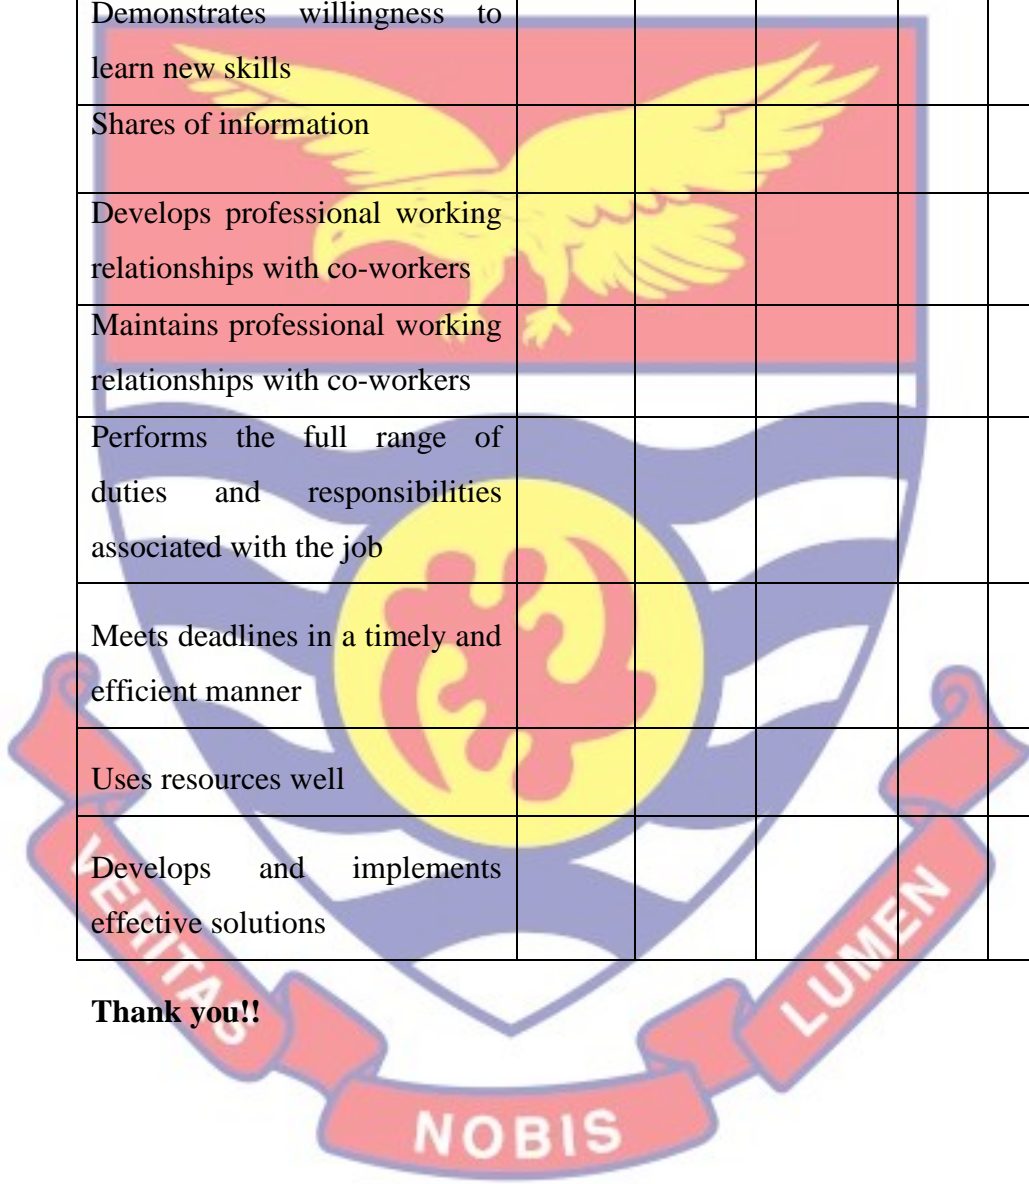 Demonstrates willingness to
learn new skills
Shares of information
Develops professional working
relationships with co-workers
Maintains professional working
relationships with co-workers
Performs the full range of
duties and responsibilities
associated with the job
Meets deadlines in a timely and
efficient manner
Uses resources well
Develops and implements
effective solutions
Thank you!!
VERITAS
NOBIS
LUMEN